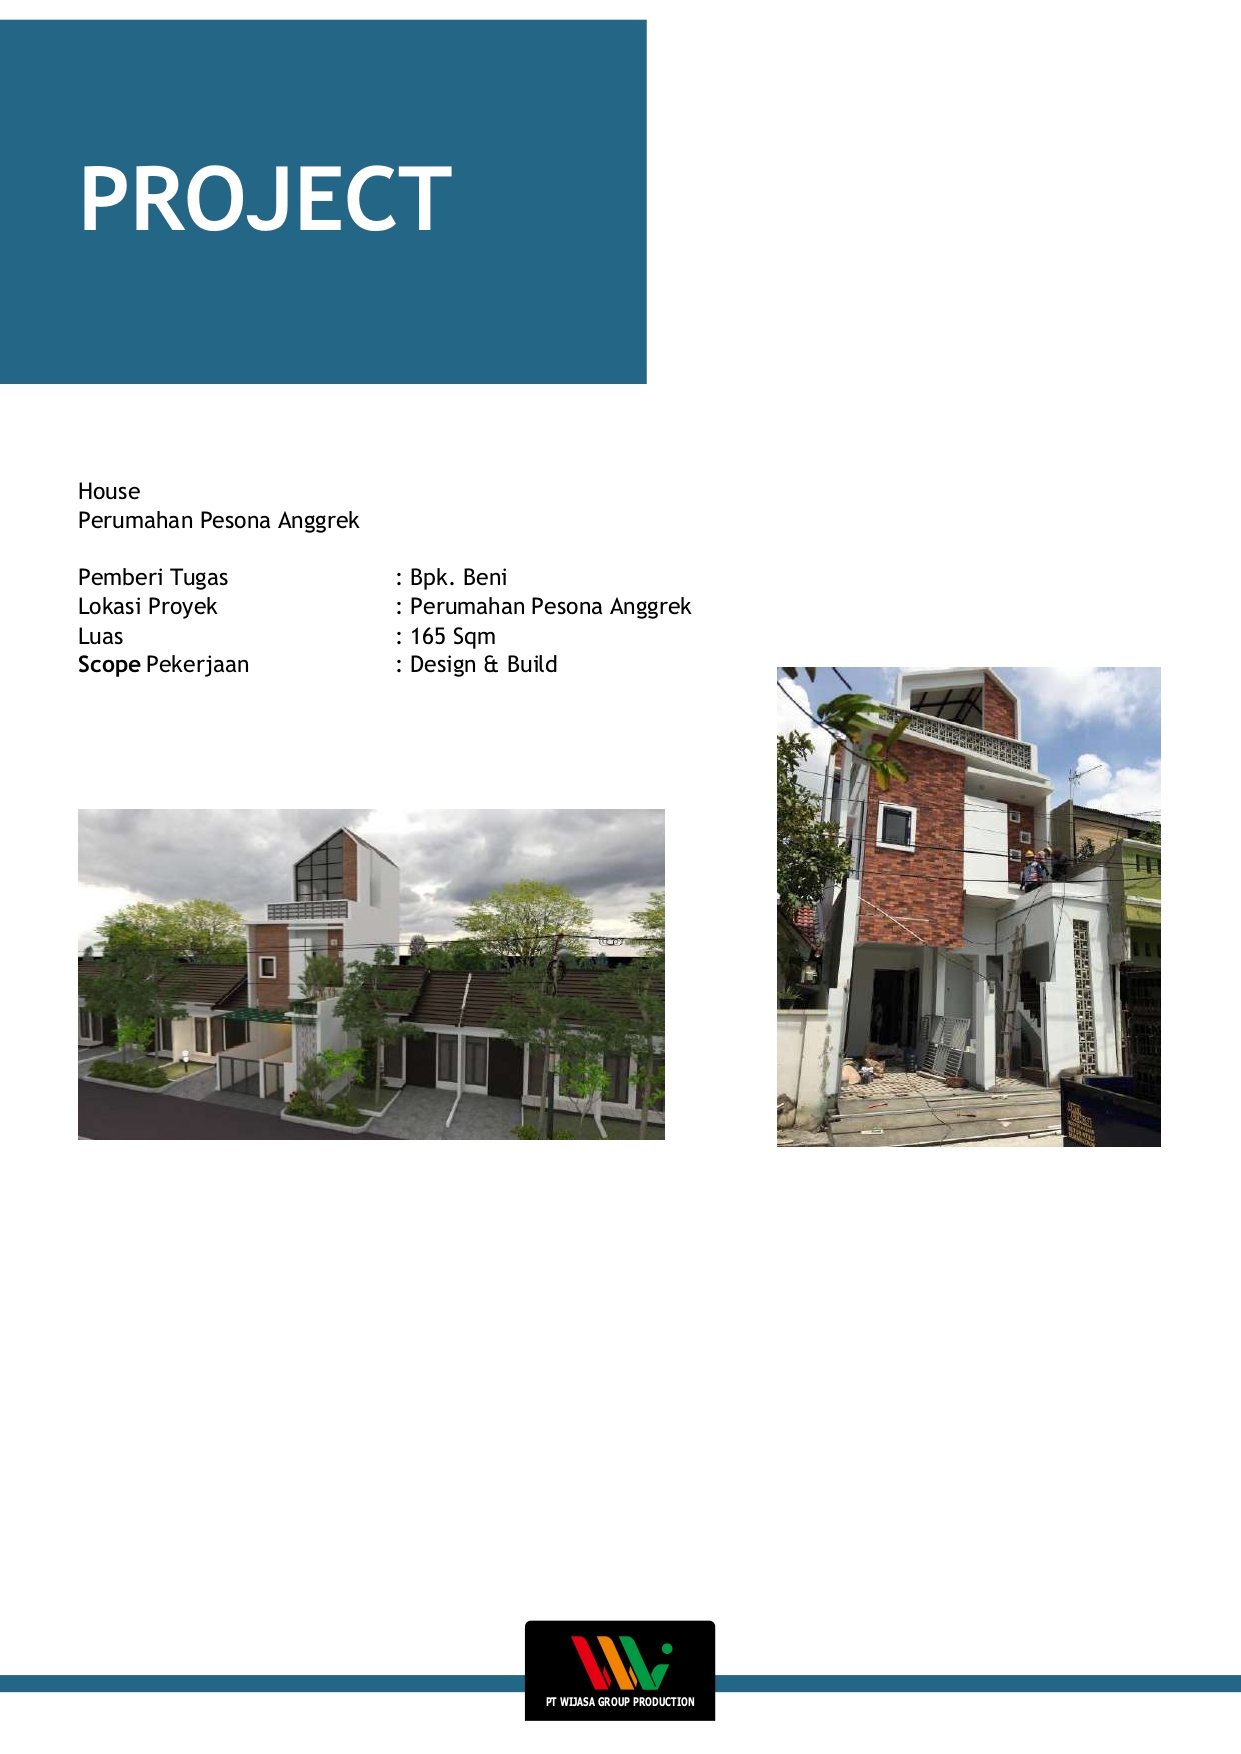 PROJECT
House
Perumahan Pesona Anggrek
Pemberi Tugas : Bpk. Beni
Lokasi Proyek : Perumahan Pesona Anggrek
Luas : 165 Sqm
Scope Pekerjaan : Design & Build
PT WIJASA GROUP PRODUCTION